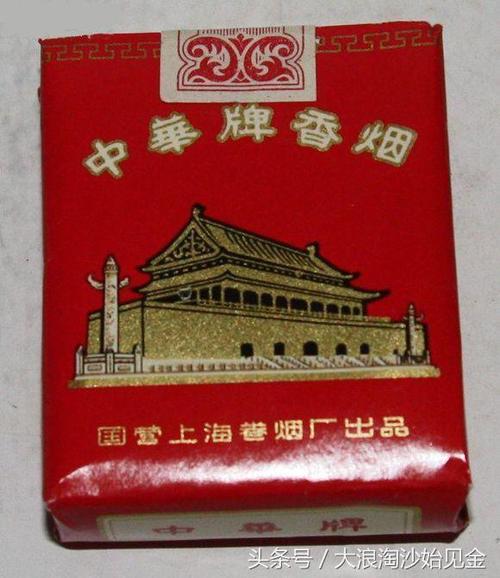 中華牌香烟
国营上海卷烟厂出品
中華牌
头条号 / 大浪淘沙始见金